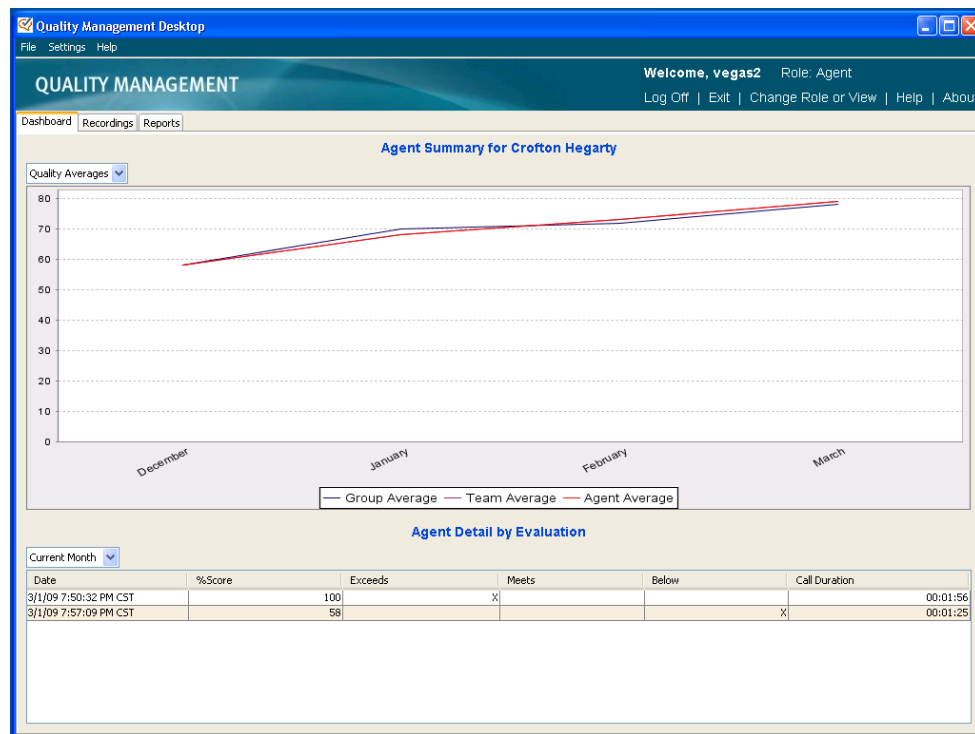 Quality Management Desktop
File Settings Help
QUALITY MANAGEMENT
Welcome, vegas2 Role: Agent
Log Off | Exit | Change Role or View | Help | Abou
Dashboard Recordings Reports
Agent Summary for Crofton Hegarty
Quality Averages
80
70
60
50
40
30
20
10
0
December January February March
Group Average Team Average Agent Average
Agent Detail by Evaluation
Current Month
Date %Score Exceeds Meets Below Call Duration
3/1/09 7:50:32 PM CST 100 X 00:01:56
3/1/09 7:57:09 PM CST 58 X 00:01:25